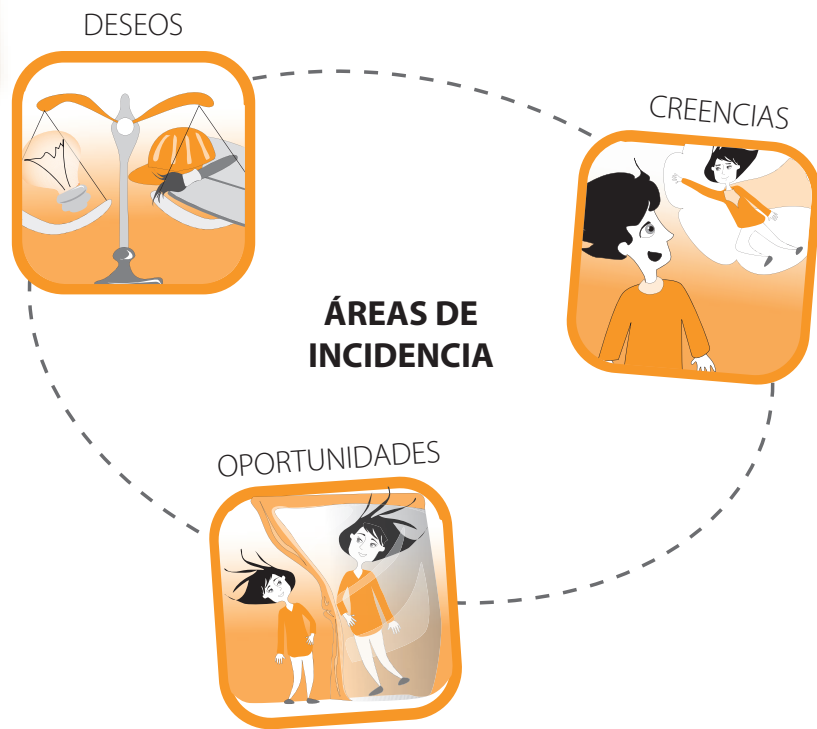 DESEOS
CREENCIAS
ÁREAS DE
INCIDENCIA
OPORTUNIDADES